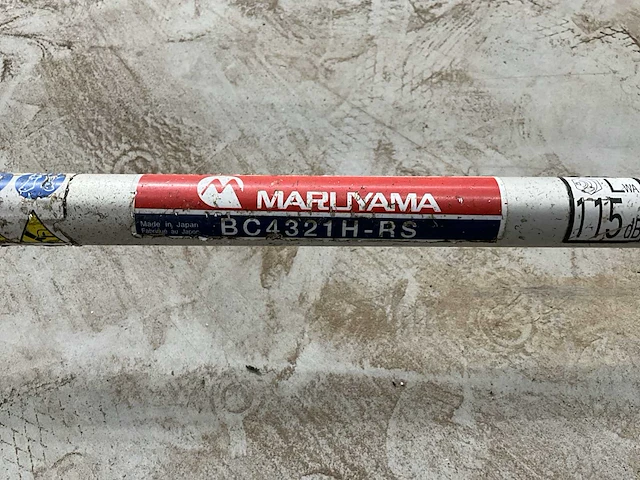 MARUYAMA
Made in Japan
Fabriqué au Japon
BC4321H-RS
LWA
115 dB